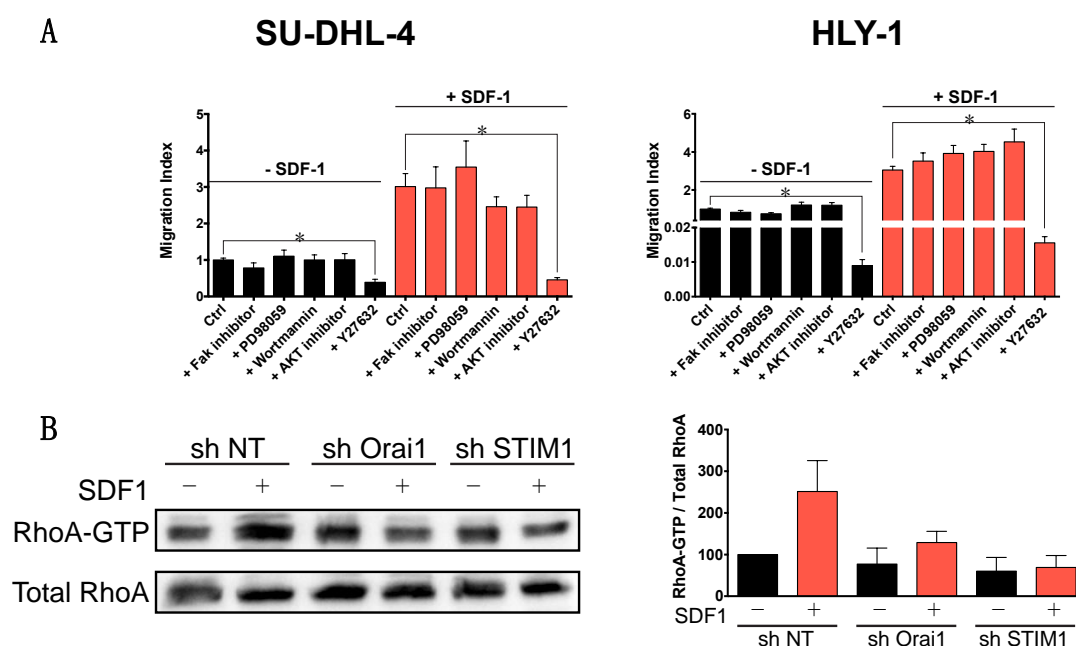 A
SU-DHL-4
HLY-1
+ SDF-1
*
- SDF-1
*
Migration Index
5
4
3
2
1
0
Ctrl
+ Fak inhibitor
+ PD98059
+ Wortmannin
+ AKT inhibitor
+ Y27632
Ctrl
+ Fak inhibitor
+ PD98059
+ Wortmannin
+ AKT inhibitor
+ Y27632
+ SDF-1
*
- SDF-1
*
Migration Index
6
4
2
0.02
0.01
0.00
Ctrl
+ Fak inhibitor
+ PD98059
+ Wortmannin
+ AKT inhibitor
+ Y27632
Ctrl
+ Fak inhibitor
+ PD98059
+ Wortmannin
+ AKT inhibitor
+ Y27632
B
sh NT sh Orai1 sh STIM1
SDF1 − + − + − +
RhoA-GTP
Total RhoA
RhoA-GTP / Total RhoA
400
300
200
100
0
SDF1 − + − + − +
sh NT sh Orai1 sh STIM1